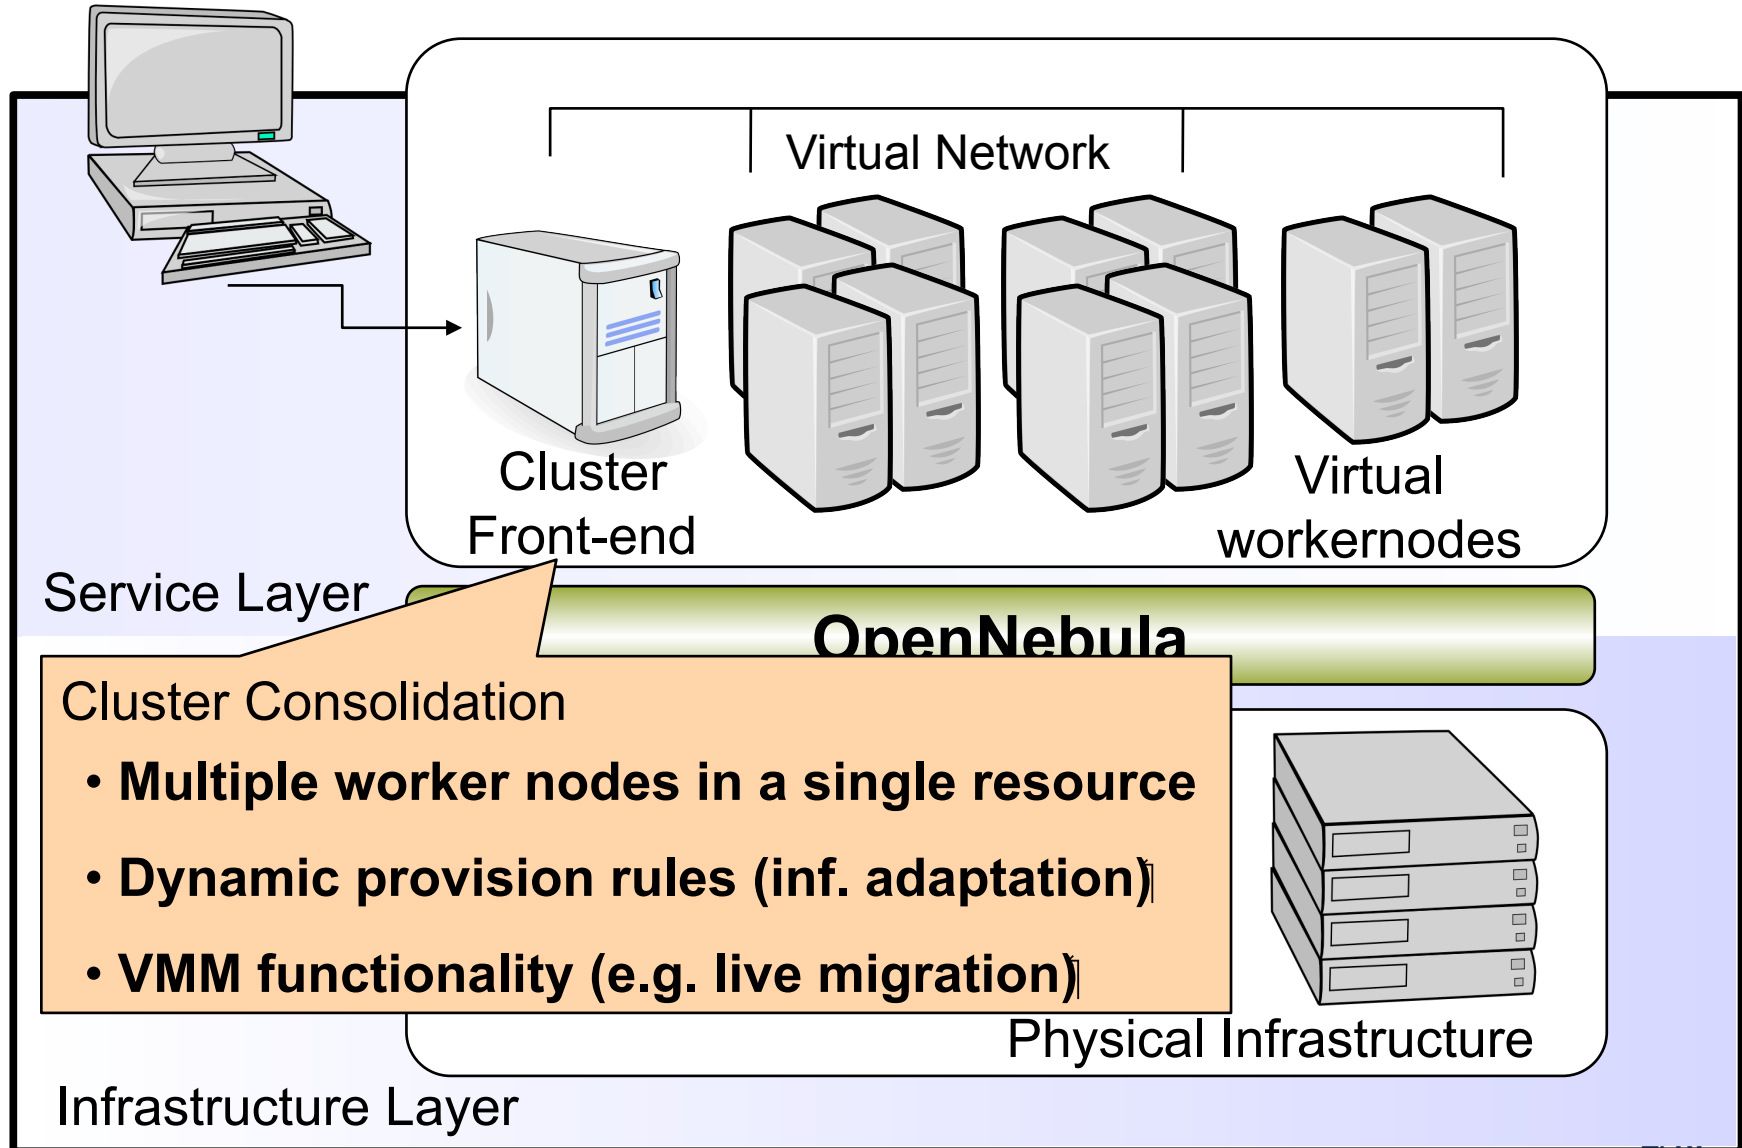 Virtual Network
Cluster
Front-end
Virtual
workernodes
Service Layer
OpenNebula
Cluster Consolidation
• Multiple worker nodes in a single resource
• Dynamic provision rules (inf. adaptation)
• VMM functionality (e.g. live migration)
Physical Infrastructure
Infrastructure Layer